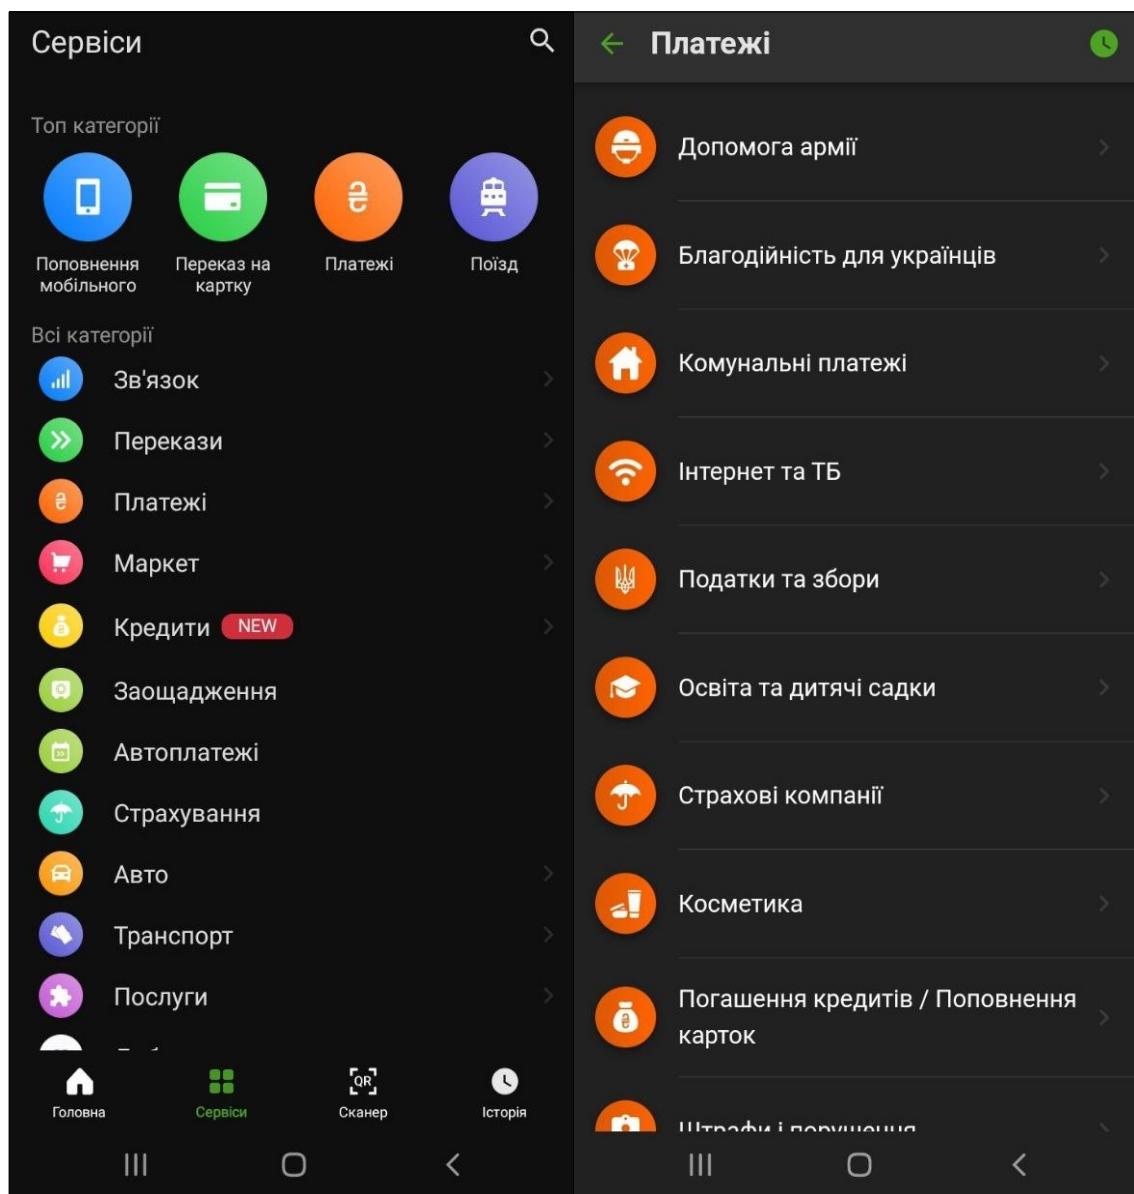 Сервіси
Топ категорії
Поповнення
мобільного
Переказ на
картку
Платежі
Поїзд
Всі категорії
Зв'язок
Перекази
Платежі
Маркет
Кредити NEW
Заощадження
Автоплатежі
Страхування
Авто
Транспорт
Послуги
Головна
Сервіси
QR
Сканер
Історія
Платежі
Допомога армії
Благодійність для українців
Комунальні платежі
Інтернет та ТБ
Податки та збори
Освіта та дитячі садки
Страхові компанії
Косметика
Погашення кредитів / Поповнення
карток
Штрафи і порушення